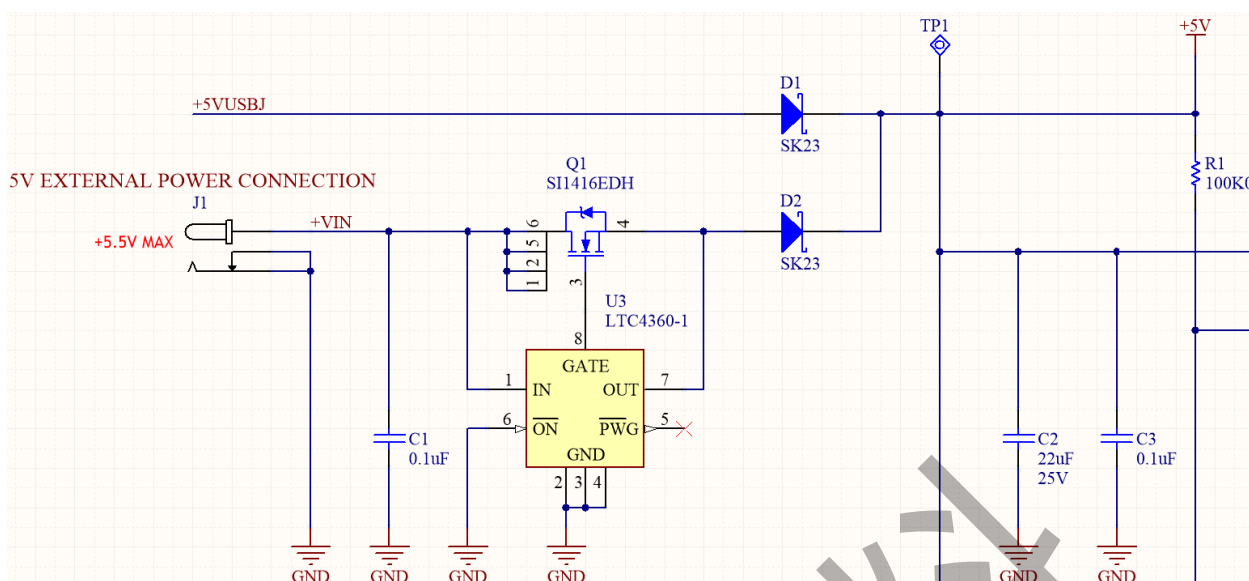 TP1
+5V
D1
+5VUSBJ
SK23
Q1
SI1416EDH
R1
5V EXTERNAL POWER CONNECTION
J1
D2
+VIN
6
4
+5.5V MAX
5
SK23
2
1
3
U3
LTC4360-1
8
GATE
1
IN
OUT
7
6
ON
PWG
5
C1
0.1uF
C2
22uF
25V
C3
0.1uF
GND
2
3
4
GND
GND
GND
GND
GND
GND